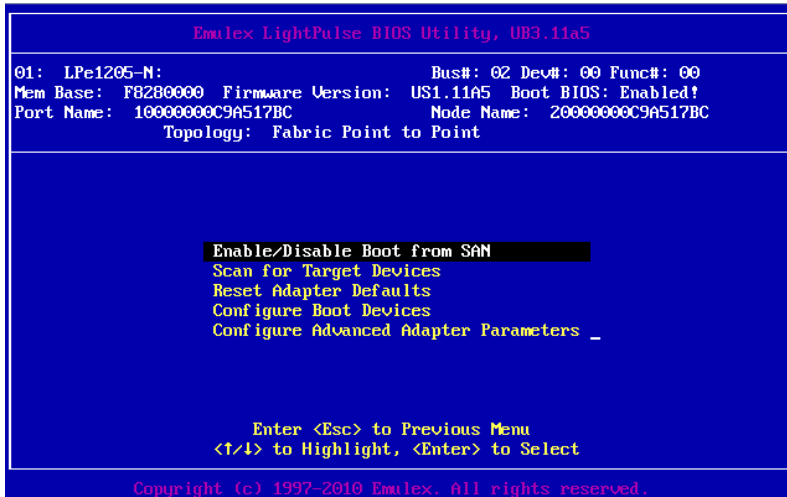 Emulex LightPulse BIOS Utility, UB3.11a5
01: LPe1205-N: Bus#: 02 Dev#: 00 Func#: 00
Mem Base: F8280000 Firmware Version: US1.11A5 Boot BIOS: Enabled!
Port Name: 10000000C9A517BC Node Name: 20000000C9A517BC
Topology: Fabric Point to Point
Enable/Disable Boot from SAN
Scan for Target Devices
Reset Adapter Defaults
Configure Boot Devices
Configure Advanced Adapter Parameters _
Enter <Esc> to Previous Menu
<↑/↓> to Highlight, <Enter> to Select
Copyright (c) 1997-2010 Emulex. All rights reserved.